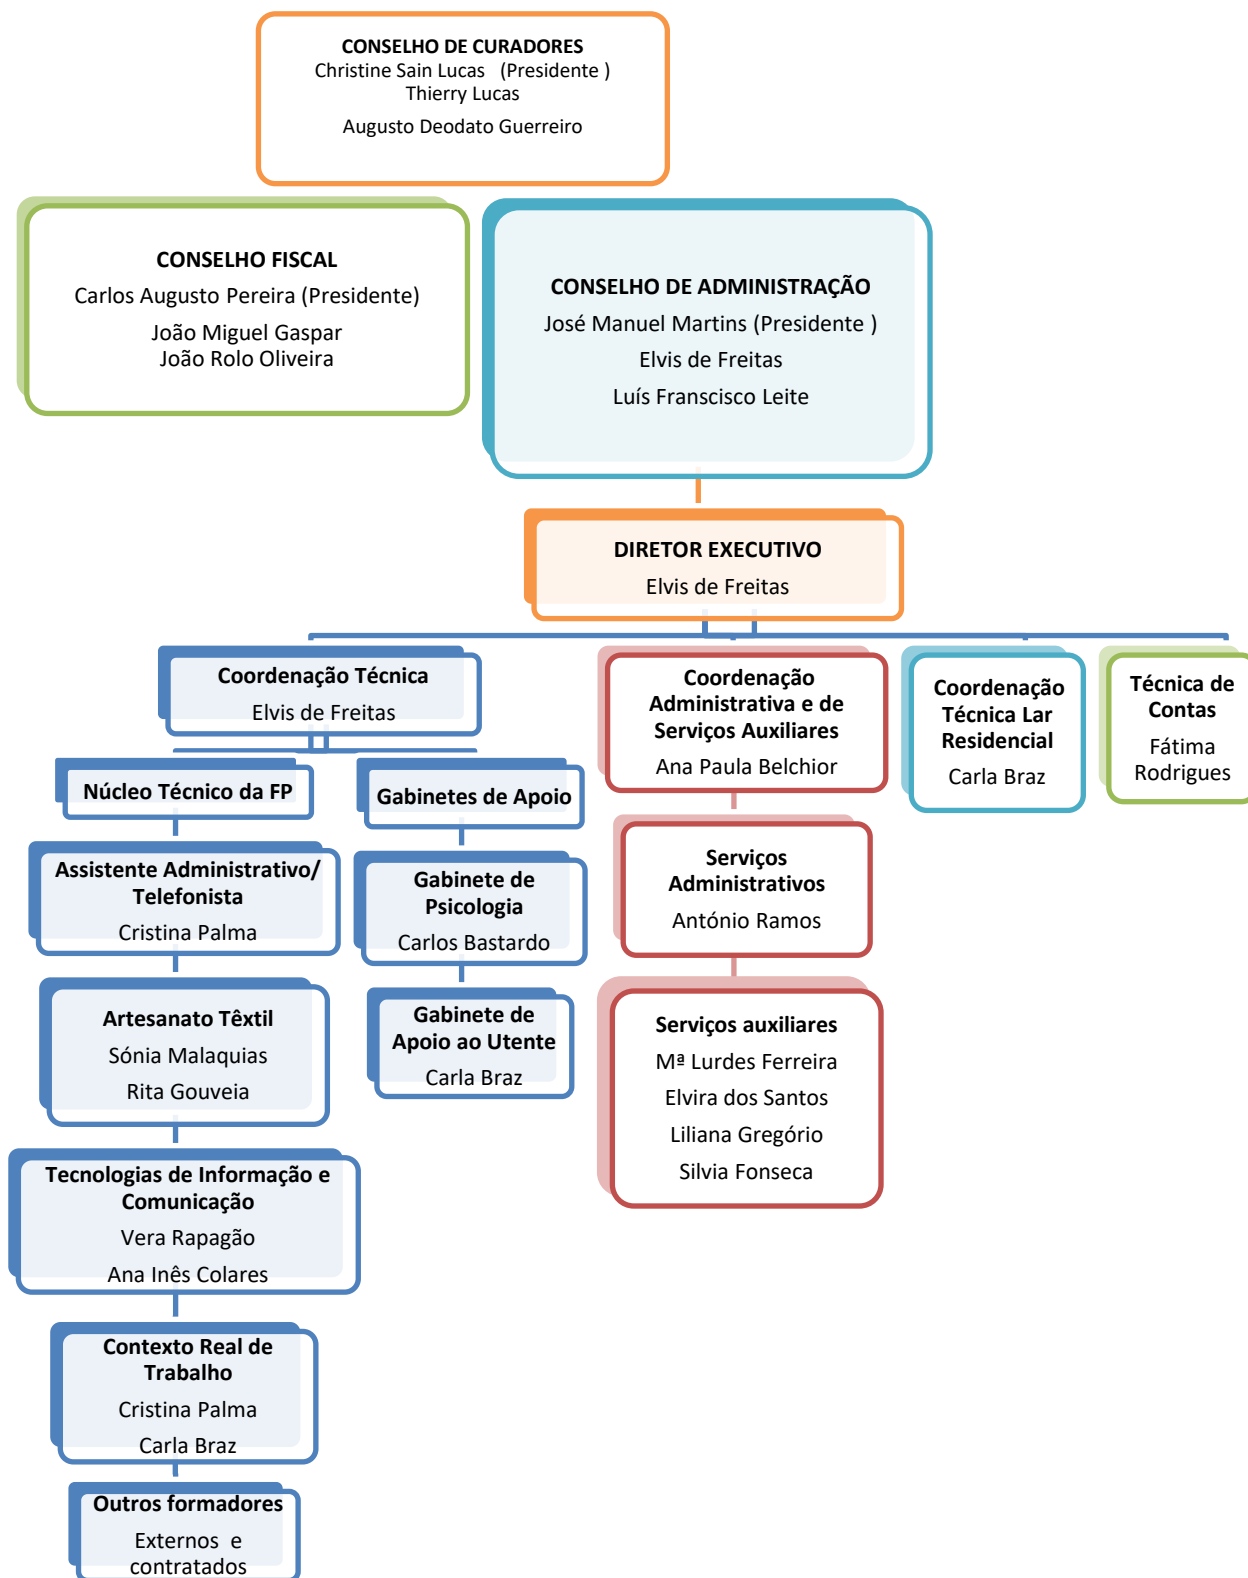 CONSELHO DE CURADORES
Christine Sain Lucas (Presidente )
Thierry Lucas
Augusto Deodato Guerreiro
CONSELHO FISCAL
Carlos Augusto Pereira (Presidente)
João Miguel Gaspar
João Rolo Oliveira
CONSELHO DE ADMINISTRAÇÃO
José Manuel Martins (Presidente )
Elvis de Freitas
Luís Franscisco Leite
DIRETOR EXECUTIVO
Elvis de Freitas
Coordenação Técnica
Elvis de Freitas
Núcleo Técnico da FP
Assistente Administrativo/
Telefonista
Cristina Palma
Artesanato Têxtil
Sónia Malaquias
Rita Gouveia
Tecnologias de Informação e
Comunicação
Vera Rapagão
Ana Inês Colares
Contexto Real de
Trabalho
Cristina Palma
Carla Braz
Outros formadores
Externos e
contratados
Gabinetes de Apoio
Gabinete de
Psicologia
Carlos Bastardo
Gabinete de
Apoio ao Utente
Carla Braz
Coordenação
Administrativa e de
Serviços Auxiliares
Ana Paula Belchior
Serviços
Administrativos
António Ramos
Serviços auxiliares
Mª Lurdes Ferreira
Elvira dos Santos
Liliana Gregório
Silvia Fonseca
Coordenação
Técnica Lar
Residencial
Carla Braz
Técnica de
Contas
Fátima
Rodrigues